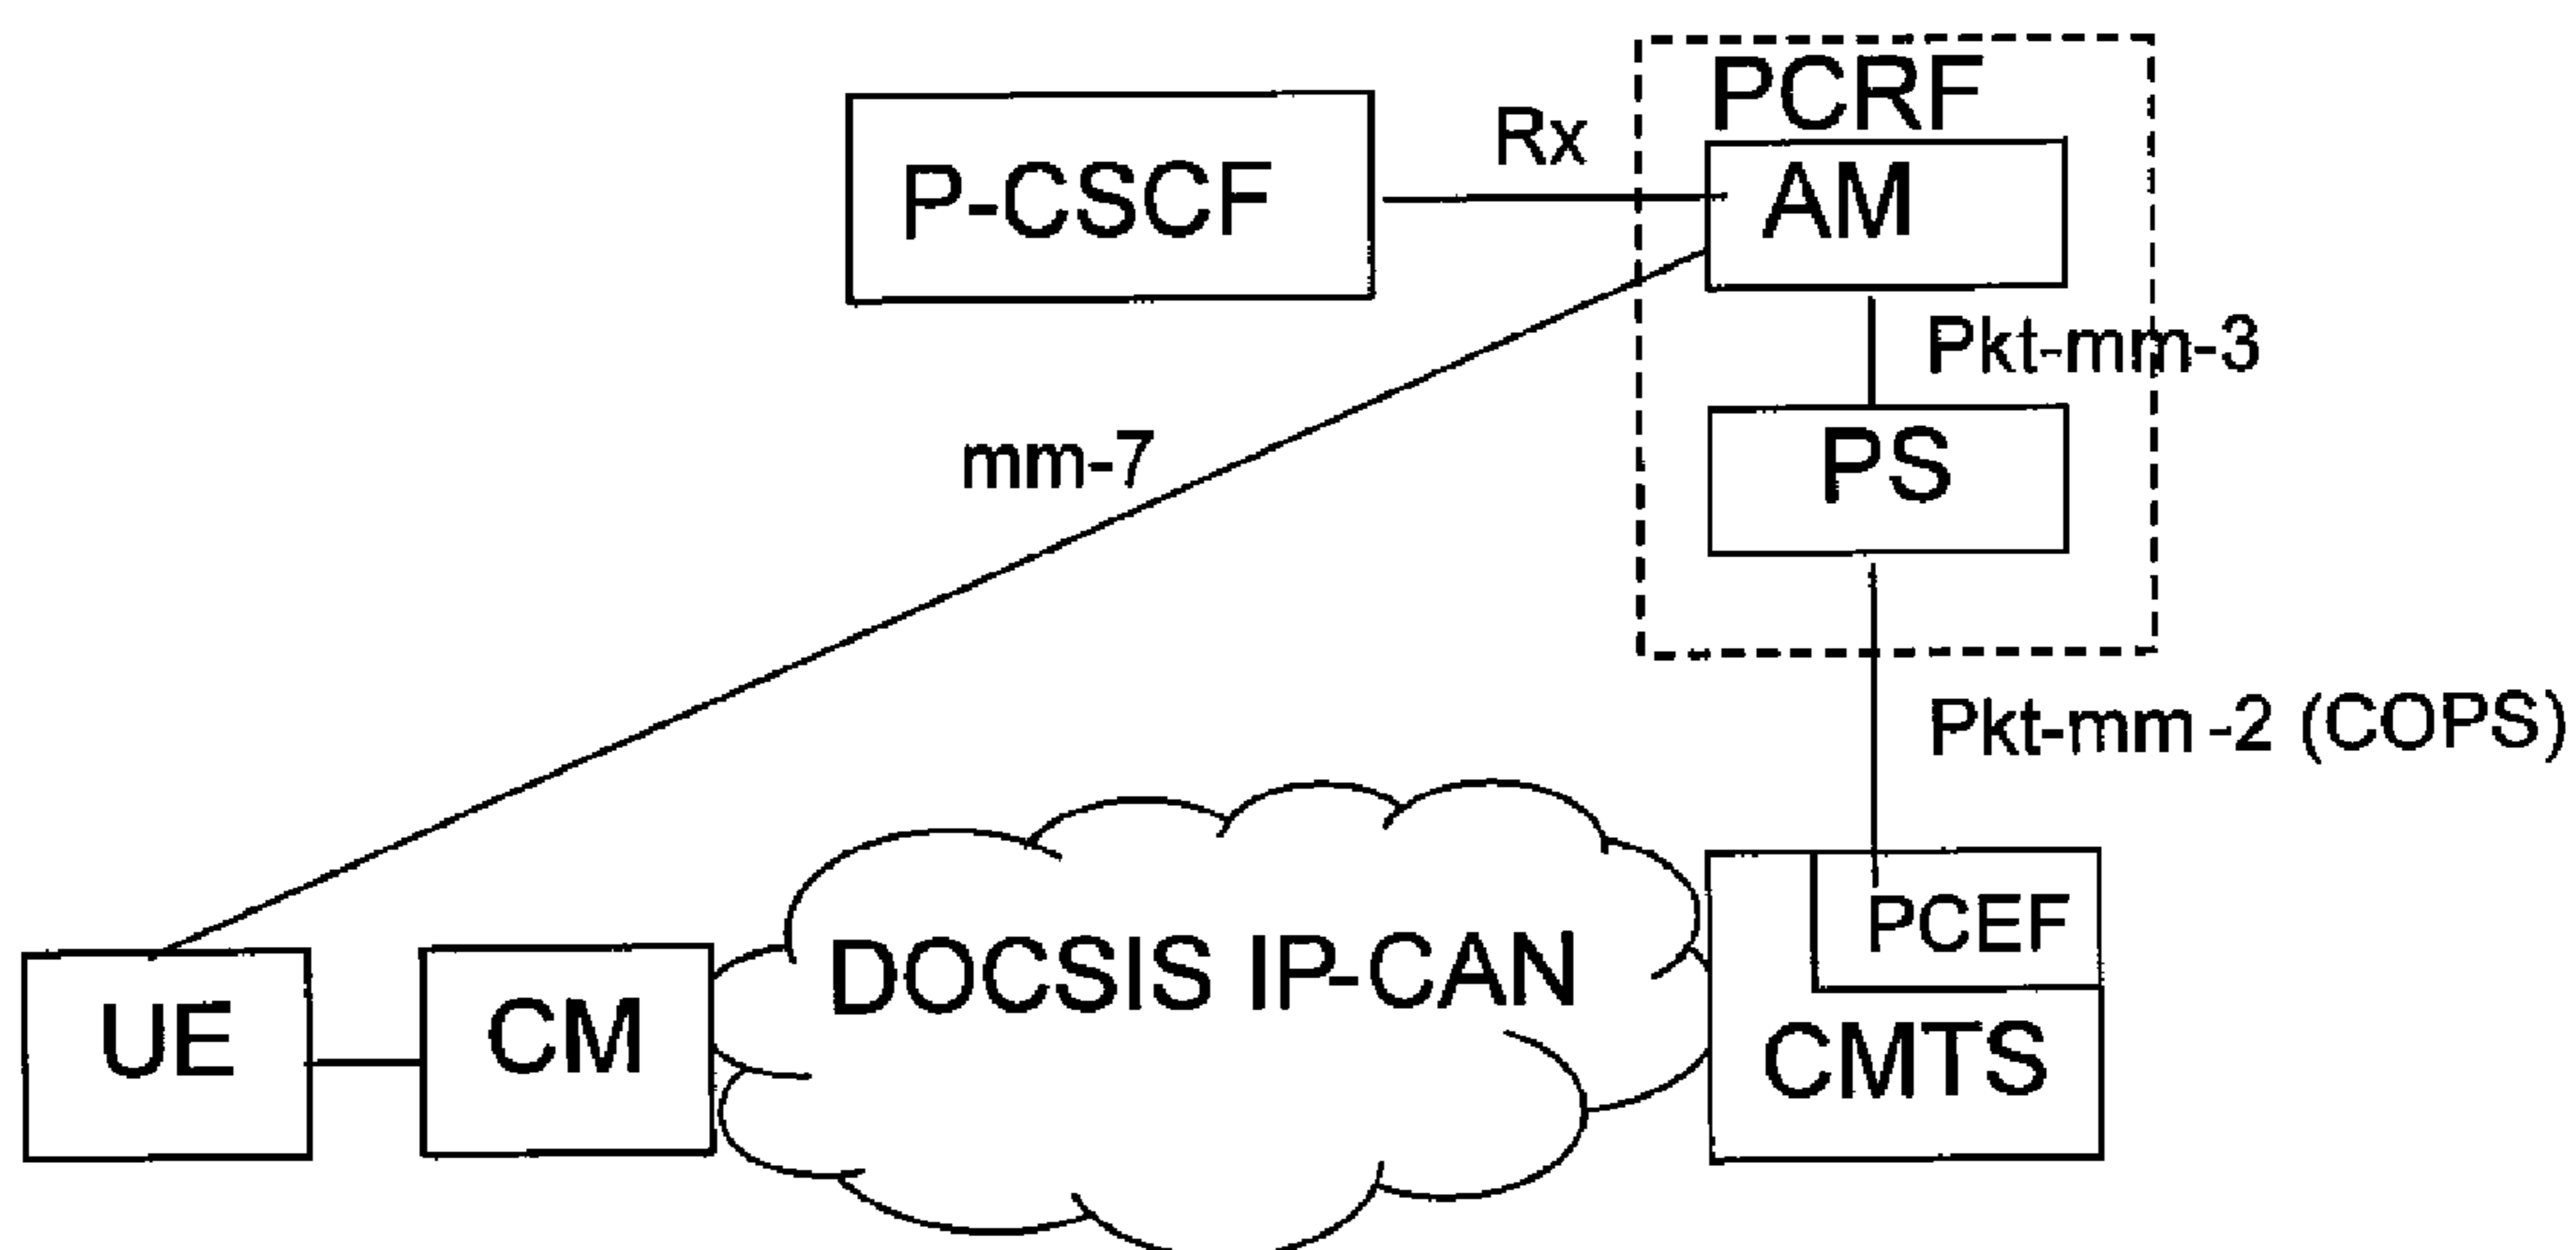 PCRF
Rx
P-CSCF
AM
Pkt-mm-3
mm-7
PS
Pkt-mm -2 (COPS)
PCEF
DOCSIS IP-CAN
UE
CM
CMTS